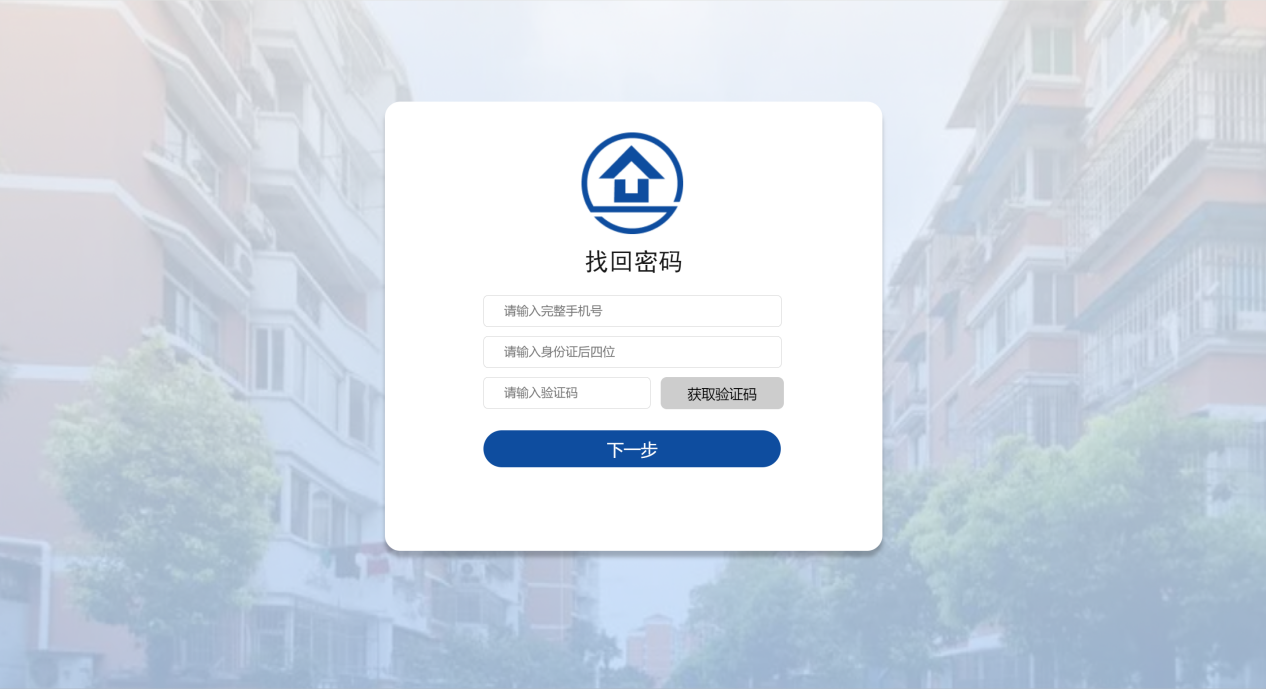 找回密码
请输入完整手机号
请输入身份证后四位
请输入验证码
获取验证码
下一步